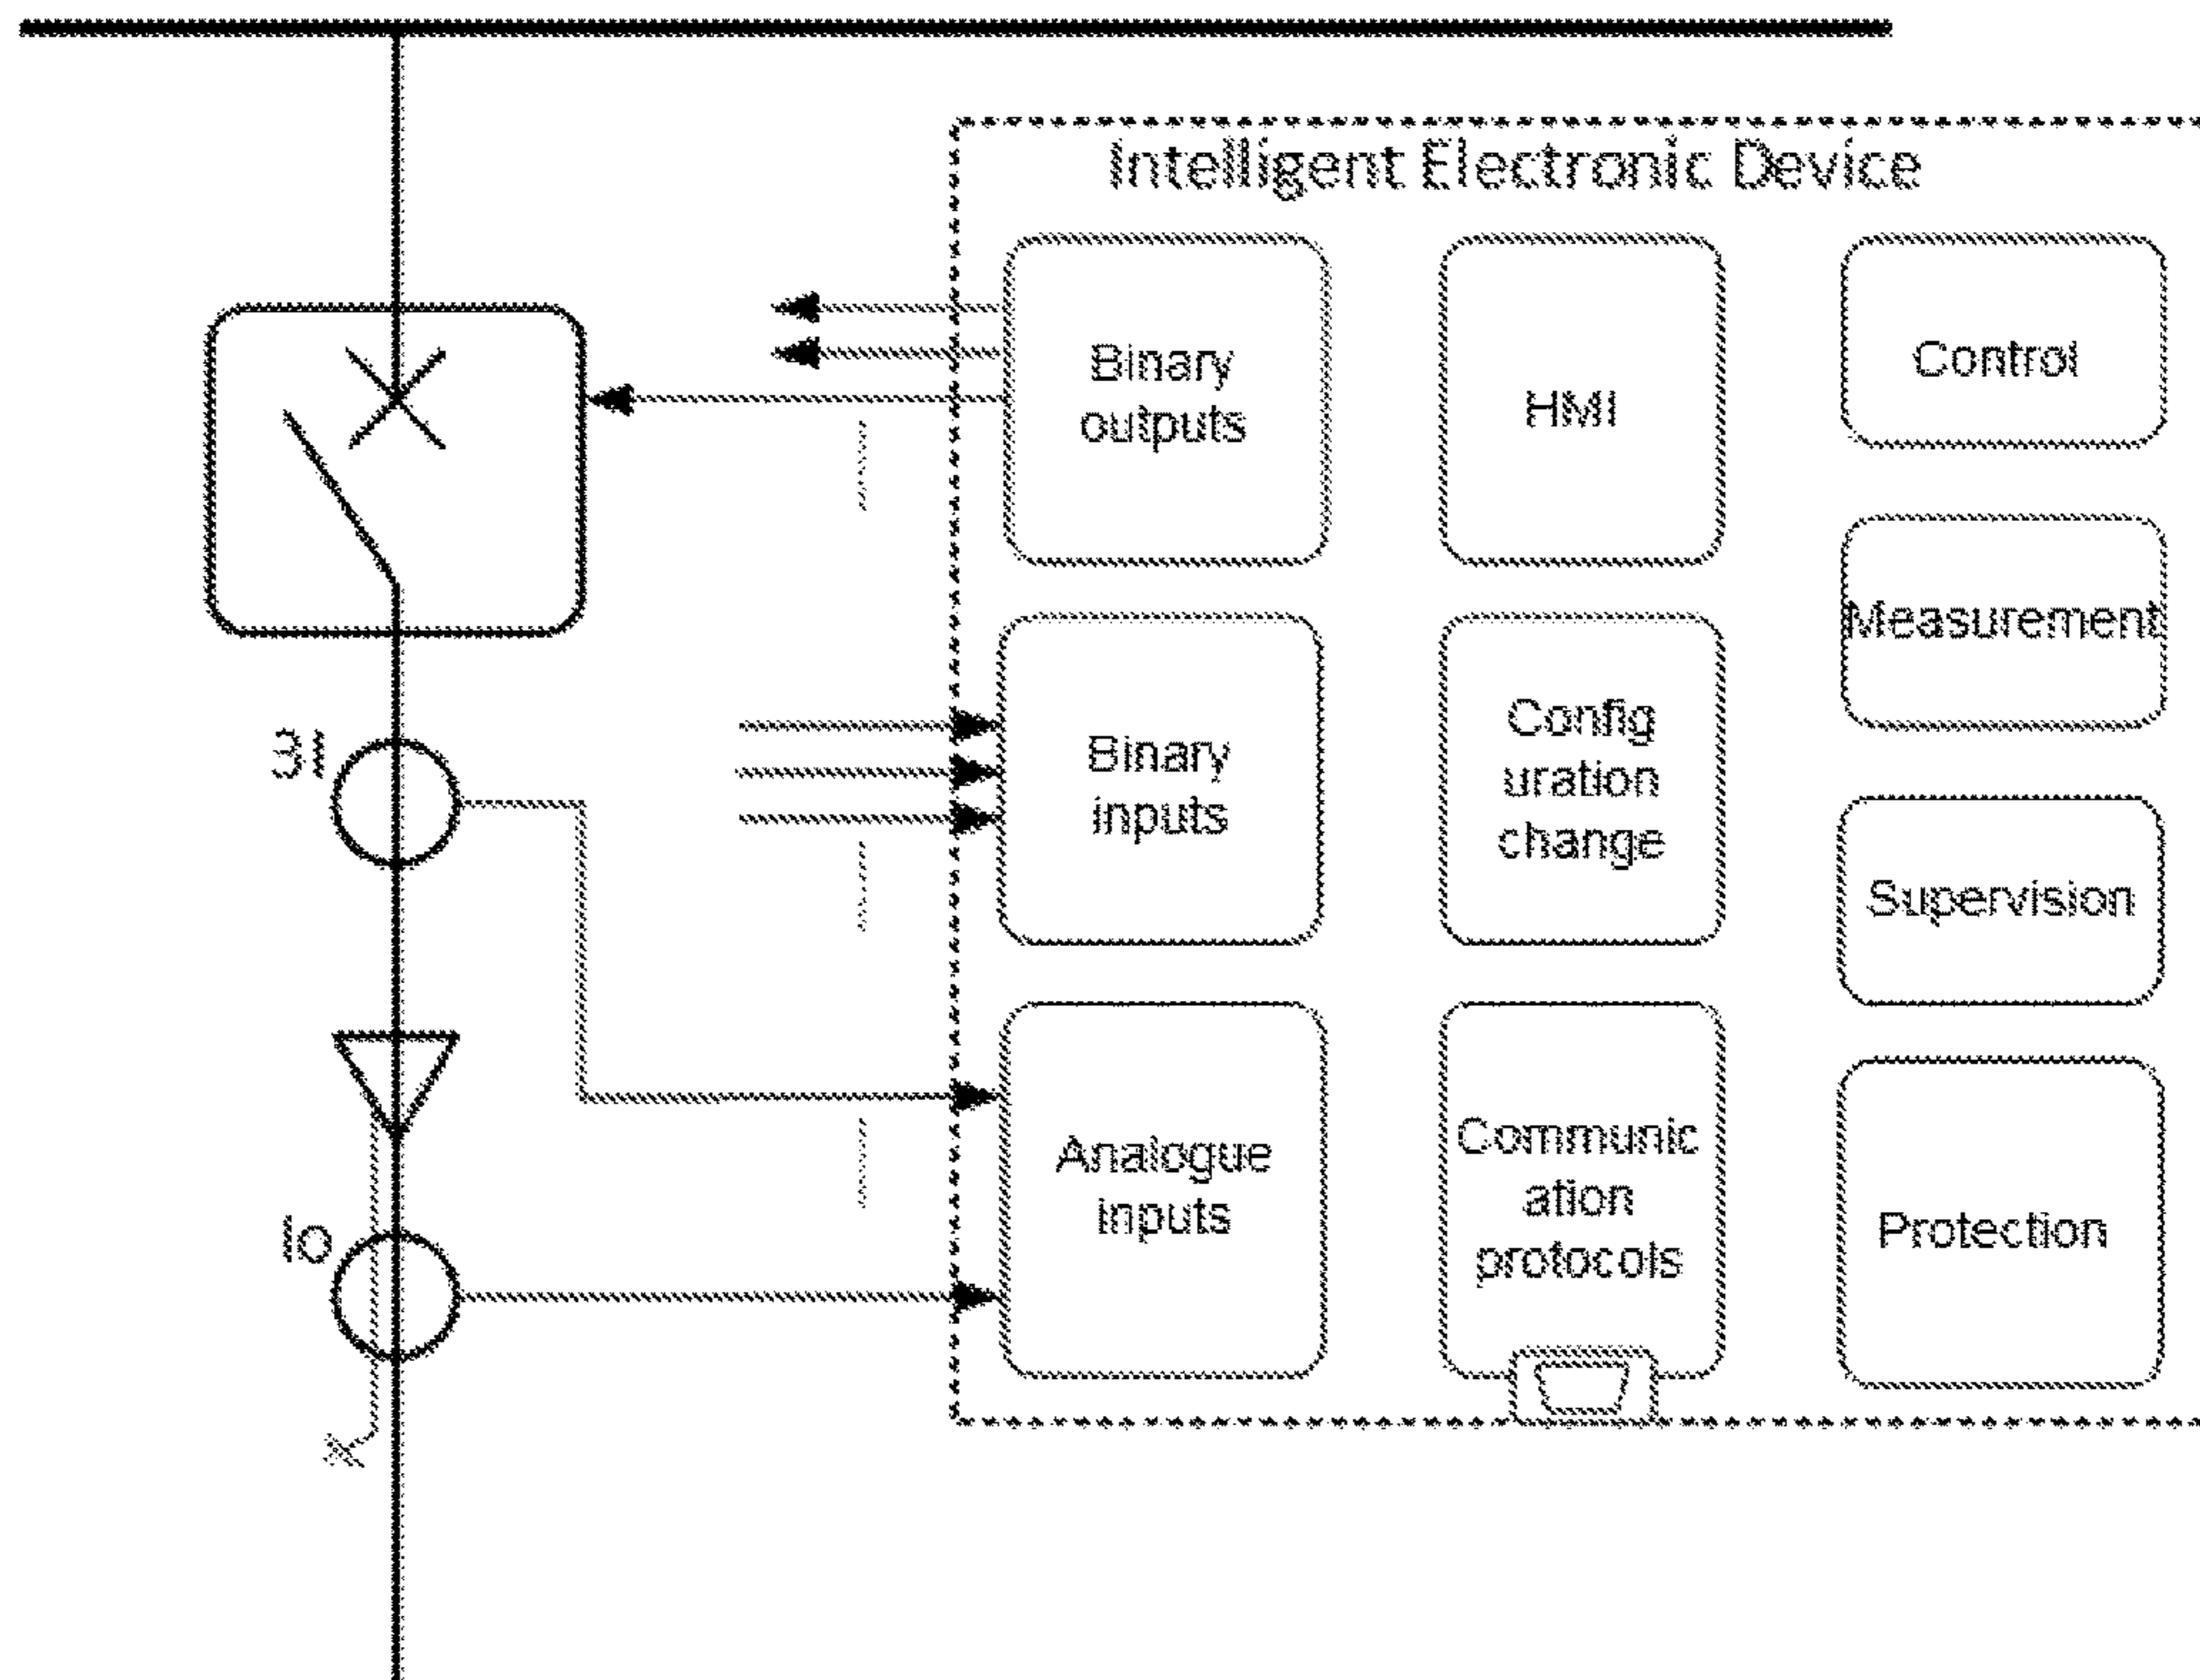 Intelligent Electronic Device
Binary
outputs
HMI
Control
Measurement
3I
Binary
inputs
Config
uration
change
Supervision
Analogue
inputs
Communic
ation
protocols
Protection
Io